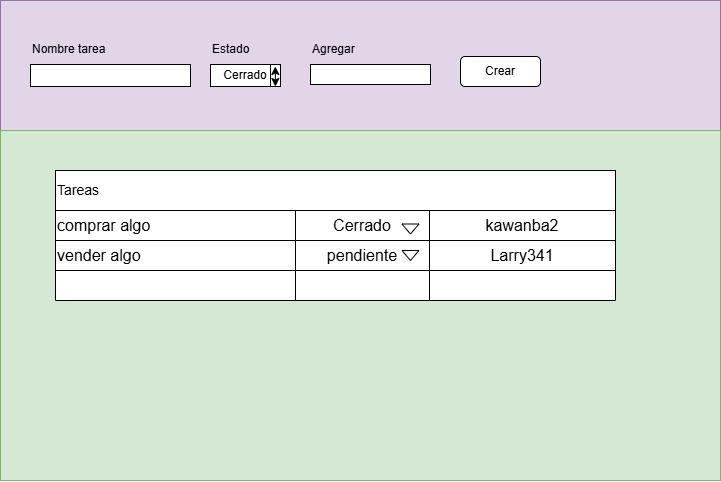 Nombre tarea Estado Agregar
Cerrado Crear
Tareas
comprar algo Cerrado kawanba2
vender algo pendiente Larry341